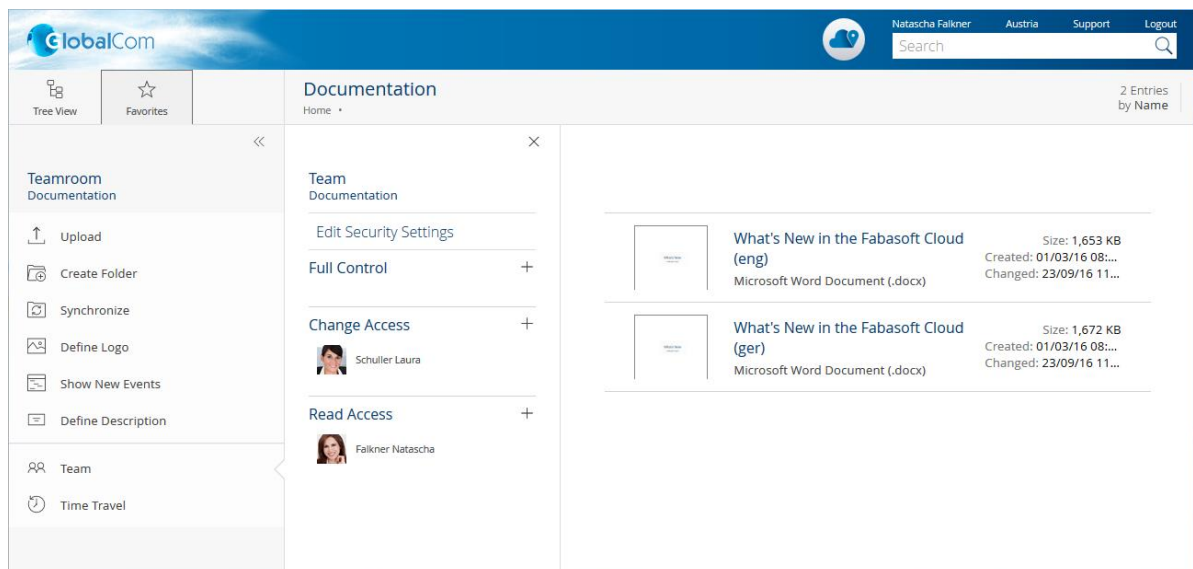 GlobalCom
Natascha Falkner Austria Support Logout
Search
Tree View
Favorites
Documentation
Home •
2 Entries
by Name
Teamroom
Documentation
Upload
Create Folder
Synchronize
Define Logo
Show New Events
Define Description
Team
Time Travel
Team
Documentation
Edit Security Settings
Full Control
Change Access
Schuller Laura
Read Access
Falkner Natascha
What's New in the Fabasoft Cloud
(eng)
Microsoft Word Document (.docx)
Size: 1,653 KB
Created: 01/03/16 08:...
Changed: 23/09/16 11...
What's New in the Fabasoft Cloud
(ger)
Microsoft Word Document (.docx)
Size: 1,672 KB
Created: 01/03/16 08:...
Changed: 23/09/16 11...